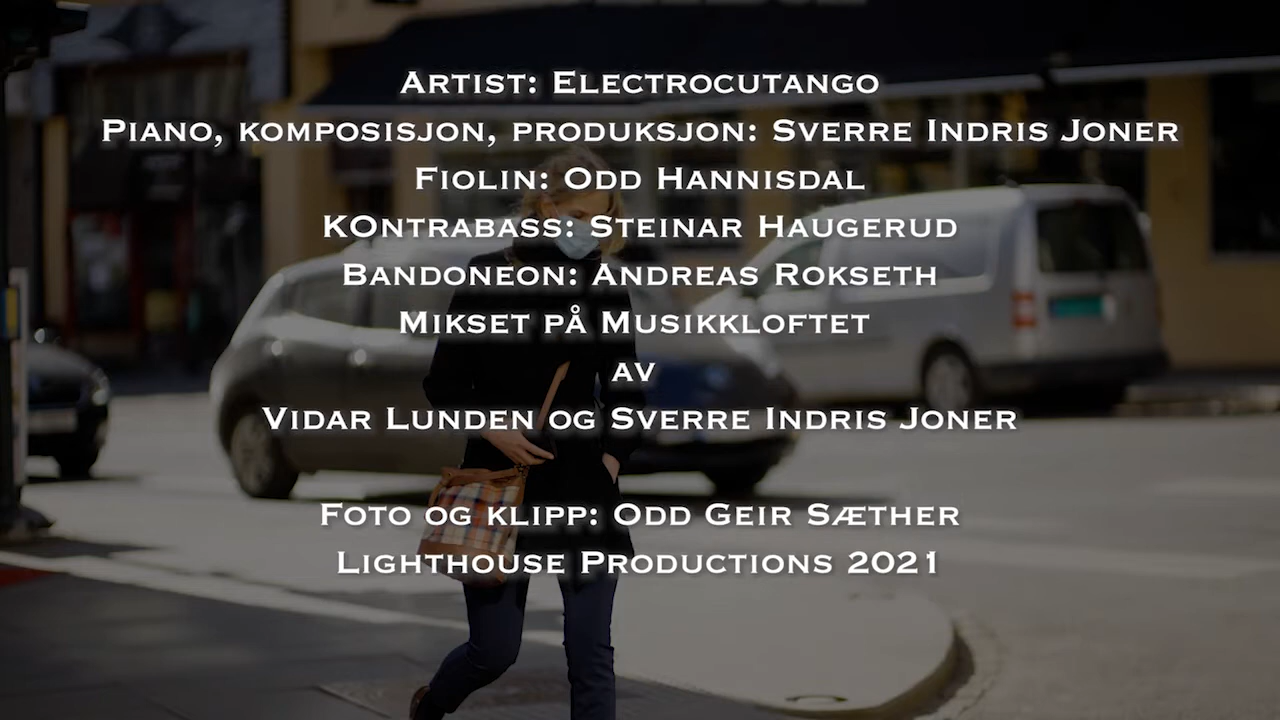 Artist: Electrocutango
Piano, komposisjon, produksjon: Sverre Indris Joner
Fiolin: Odd Hannisdal
KOntrabass: Steinar Haugerud
Bandoneon: Andreas Rokseth
Mikset på Musikkloftet
av
Vidar Lunden og Sverre Indris Joner
Foto og klipp: Odd Geir Sæther
Lighthouse Productions 2021